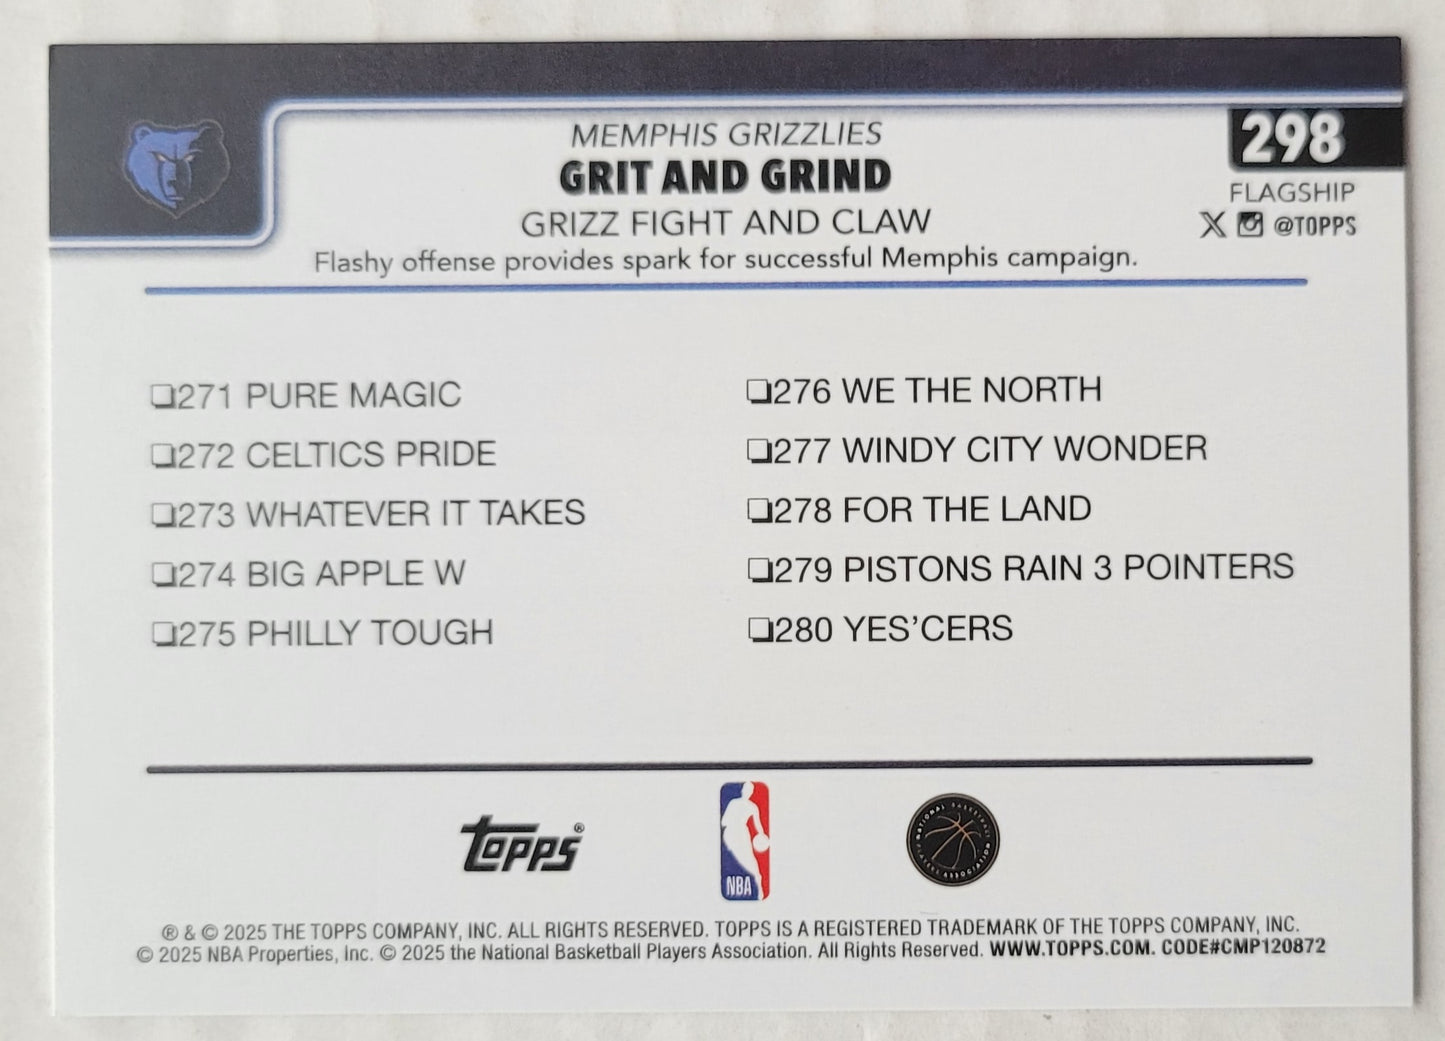 298
MEMPHIS GRIZZLIES
GRIT AND GRIND
FLAGSHIP
GRIZZ FIGHT AND CLAW
X @TOPPS
Flashy offense provides spark for successful Memphis campaign.
❏271 PURE MAGIC
❏272 CELTICS PRIDE
❏273 WHATEVER IT TAKES
❏274 BIG APPLE W
❏275 PHILLY TOUGH
❏276 WE THE NORTH
❏277 WINDY CITY WONDER
❏278 FOR THE LAND
❏279 PISTONS RAIN 3 POINTERS
❏280 YES’CERS
Topps®
NBA
NATIONAL BASKETBALL PLAYERS ASSOCIATION
® & © 2025 THE TOPPS COMPANY, INC. ALL RIGHTS RESERVED. TOPPS IS A REGISTERED TRADEMARK OF THE TOPPS COMPANY, INC.
© 2025 NBA Properties, Inc. © 2025 the National Basketball Players Association. All Rights Reserved. WWW.TOPPS.COM. CODE#CMP120872